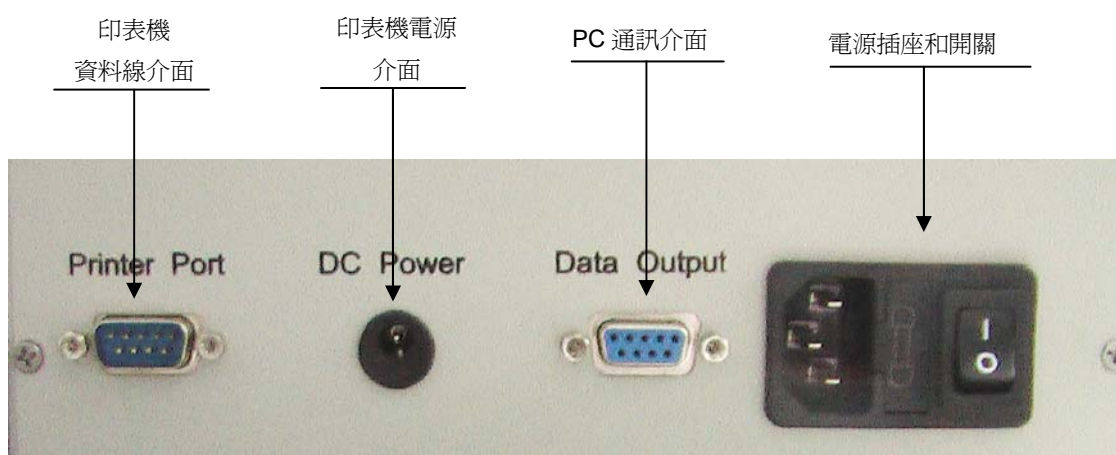 印表機
資料線介面
印表機電源
介面
PC 通訊介面
電源插座和開關
Printer Port
DC Power
Data Output